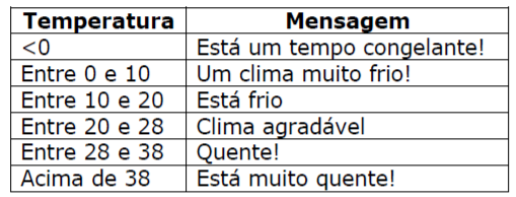 Temperatura Mensagem
<0 Está um tempo congelante!
Entre 0 e 10 Um clima muito frio!
Entre 10 e 20 Está frio
Entre 20 e 28 Clima agradável
Entre 28 e 38 Quente!
Acima de 38 Está muito quente!